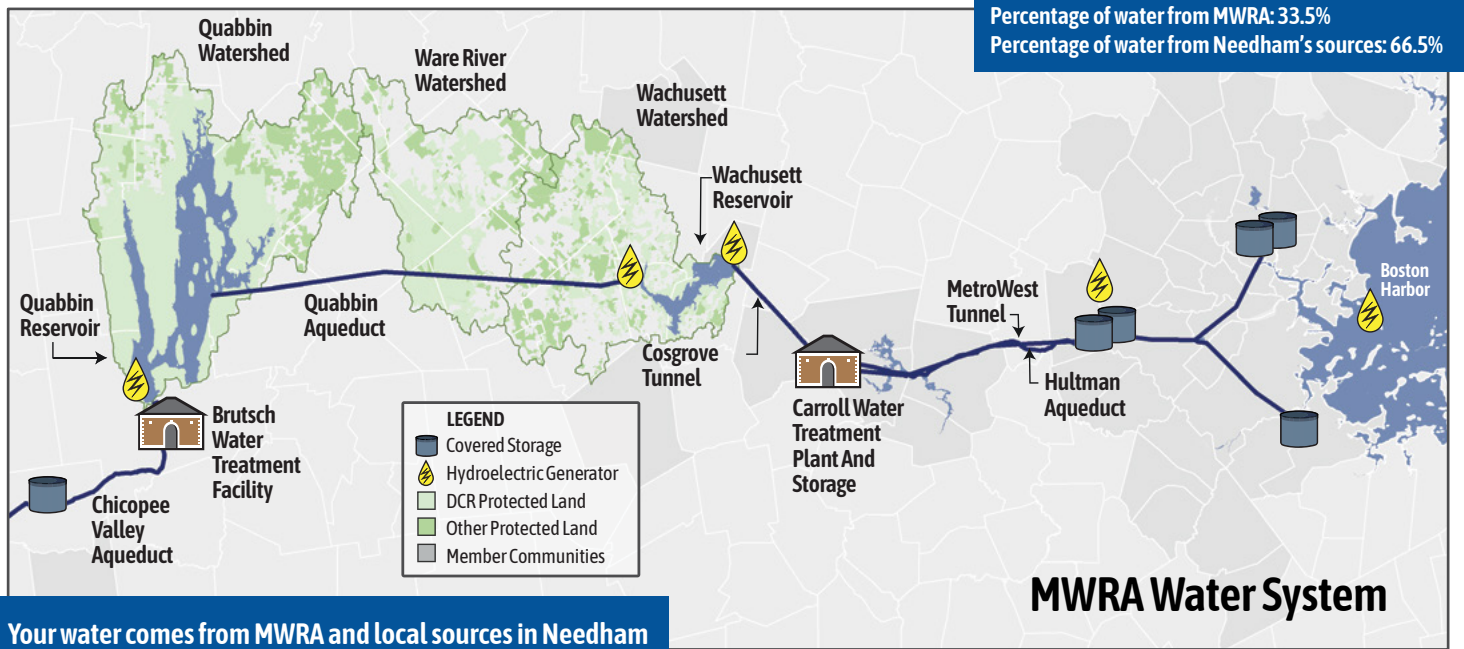 Percentage of water from MWRA: 33.5%
Percentage of water from Needham's sources: 66.5%
Quabbin
Watershed
Ware River
Watershed
Wachusett
Watershed
Wachusett
Reservoir
Quabbin
Reservoir
Quabbin
Aqueduct
Cosgrove
Tunnel
MetroWest
Tunnel
Hultman
Aqueduct
Boston
Harbor
Brutsch
Water
Treatment
Facility
Carroll Water
Treatment
Plant And
Storage
Chicopee
Valley
Aqueduct
LEGEND
Covered Storage
Hydroelectric Generator
DCR Protected Land
Other Protected Land
Member Communities
MWRA Water System
Your water comes from MWRA and local sources in Needham